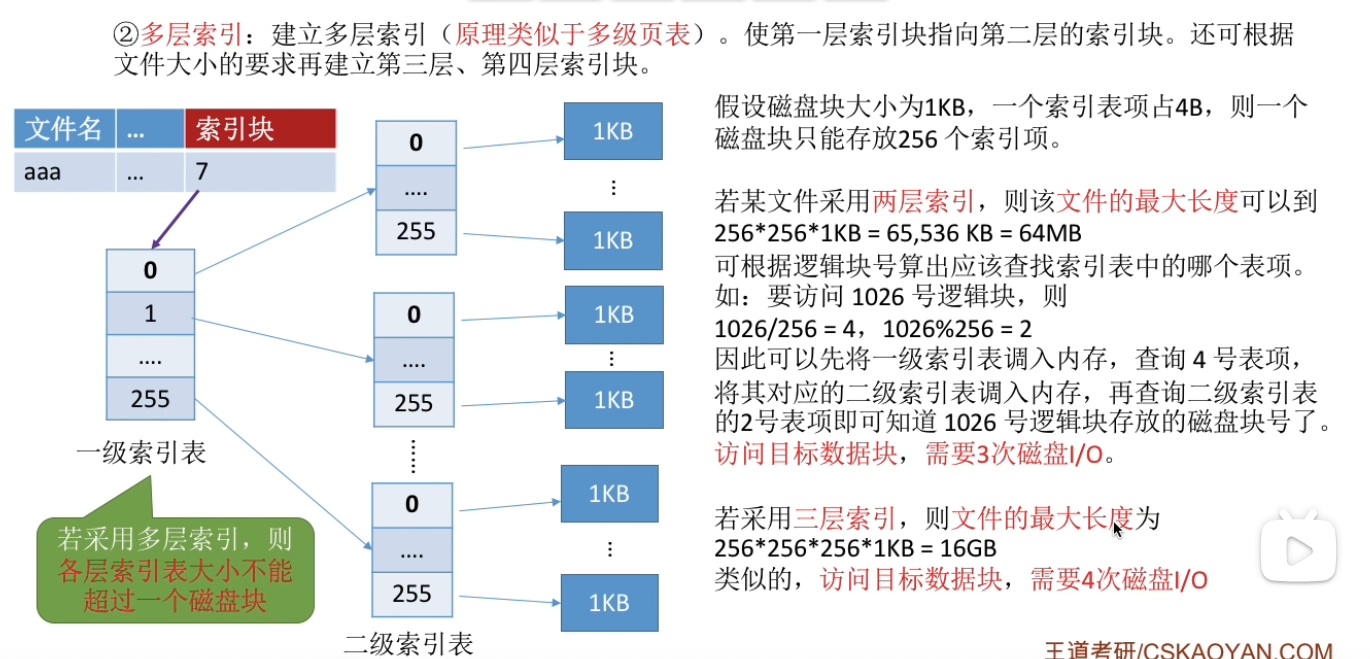 ②多层索引：建立多层索引（原理类似于多级页表）。使第一层索引块指向第二层的索引块。还可根据
文件大小的要求再建立第三层、第四层索引块。
文件名 ... 索引块
aaa ... 7
0
1
....
255
一级索引表
若采用多层索引，则
各层索引表大小不能
超过一个磁盘块
0
....
255
0
....
255
0
....
255
二级索引表
1KB
1KB
1KB
1KB
1KB
1KB
假设磁盘块大小为1KB，一个索引表项占4B，则一个
磁盘块只能存放256 个索引项。
若某文件采用两层索引，则该文件的最大长度可以到
256*256*1KB = 65,536 KB = 64MB
可根据逻辑块号算出应该查找索引表中的哪个表项。
如：要访问 1026 号逻辑块，则
1026/256 = 4，1026%256 = 2
因此可以先将一级索引表调入内存，查询 4 号表项，
将其对应的二级索引表调入内存，再查询二级索引表
的2号表项即可知道 1026 号逻辑块存放的磁盘块号了。
访问目标数据块，需要3次磁盘I/O。
若采用三层索引，则文件的最大长度为
256*256*256*1KB = 16GB
类似的，访问目标数据块，需要4次磁盘I/O
王道考研/CSKAOYAN.COM